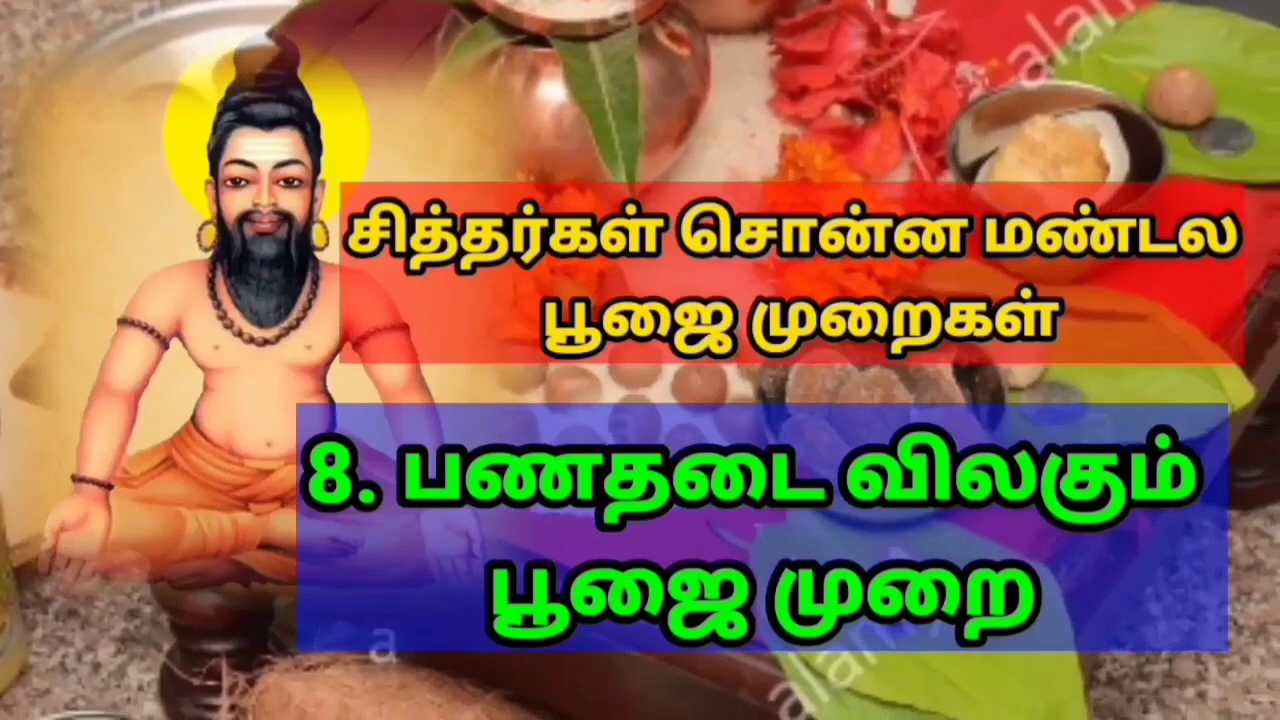 சித்தர்கள் சொன்ன மண்டல
பூஜை முறைகள்
8. பணதடை விலகும்
பூஜை முறை